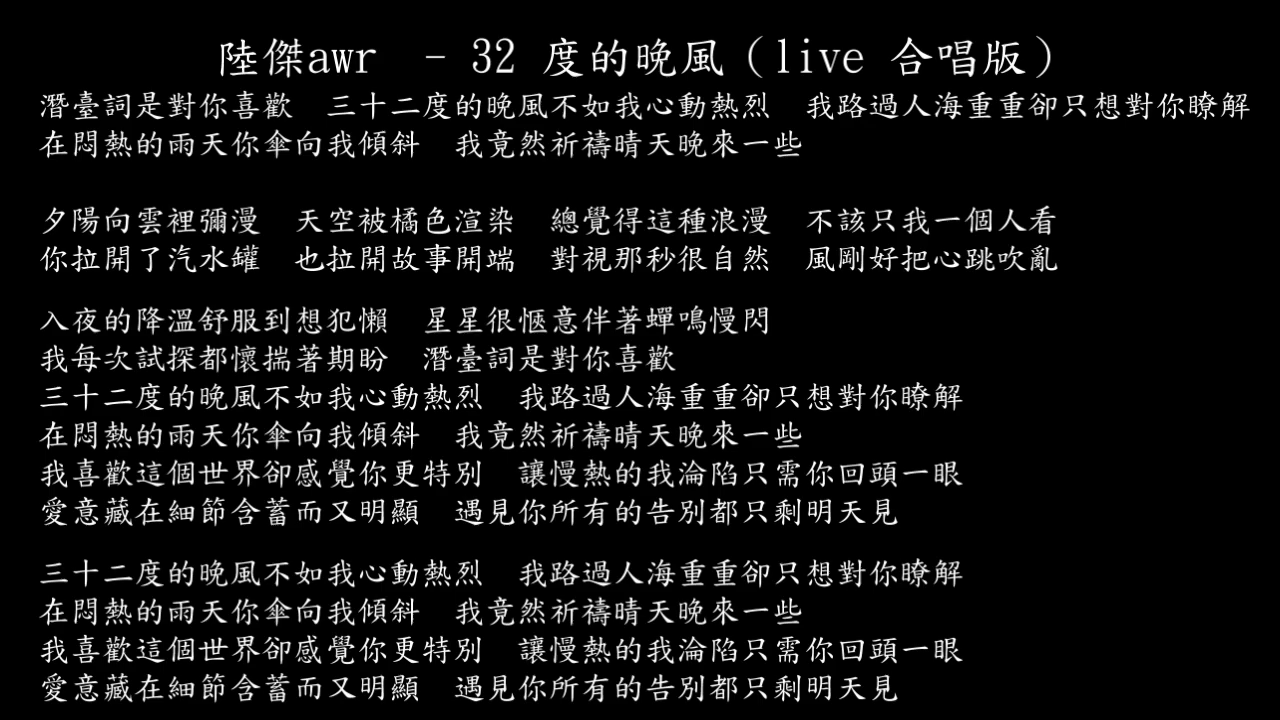 陸傑awr － 32 度的晚風（live 合唱版）
潛臺詞是對你喜歡　三十二度的晚風不如我心動熱烈　我路過人海重重卻只想對你瞭解
在悶熱的雨天你傘向我傾斜　我竟然祈禱晴天晚來一些
夕陽向雲裡彌漫　天空被橘色渲染　總覺得這種浪漫　不該只我一個人看
你拉開了汽水罐　也拉開故事開端　對視那秒很自然　風剛好把心跳吹亂
入夜的降溫舒服到想犯懶　星星很愜意伴著蟬鳴慢閃
我每次試探都懷揣著期盼　潛臺詞是對你喜歡
三十二度的晚風不如我心動熱烈　我路過人海重重卻只想對你瞭解
在悶熱的雨天你傘向我傾斜　我竟然祈禱晴天晚來一些
我喜歡這個世界卻感覺你更特別　讓慢熱的我淪陷只需你回頭一眼
愛意藏在細節含蓄而又明顯　遇見你所有的告別都只剩明天見
三十二度的晚風不如我心動熱烈　我路過人海重重卻只想對你瞭解
在悶熱的雨天你傘向我傾斜　我竟然祈禱晴天晚來一些
我喜歡這個世界卻感覺你更特別　讓慢熱的我淪陷只需你回頭一眼
愛意藏在細節含蓄而又明顯　遇見你所有的告別都只剩明天見